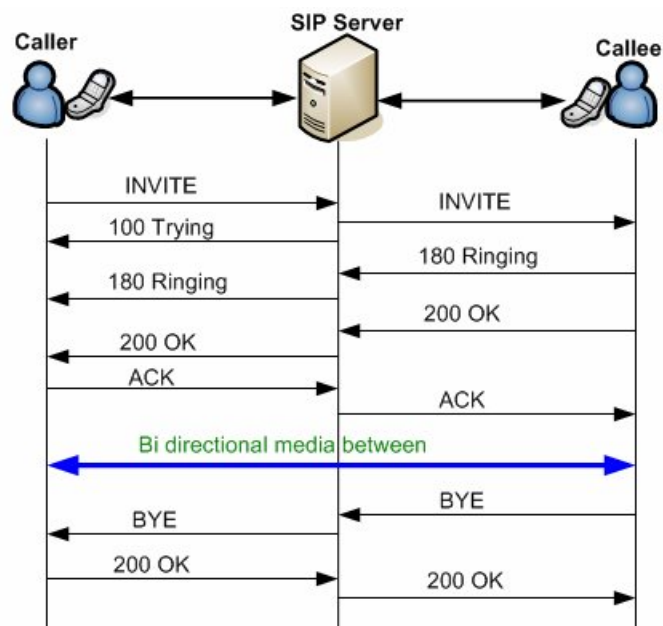 SIP Server
Caller
Callee
INVITE
INVITE
100 Trying
180 Ringing
180 Ringing
200 OK
200 OK
ACK
ACK
Bi directional media between
BYE
BYE
200 OK
200 OK